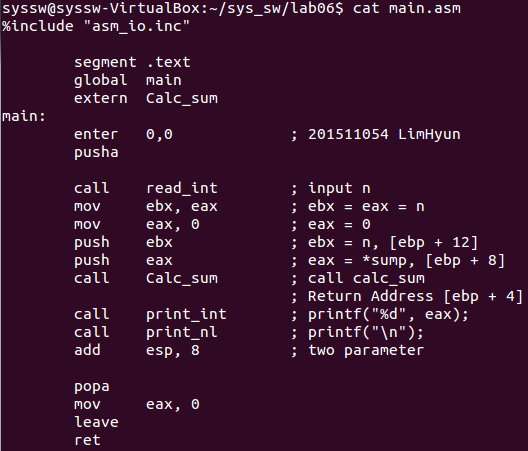 syssw@syssw-VirtualBox:~/sys_sw/lab06$ cat main.asm
%include "asm_io.inc"
segment .text
global main
extern Calc_sum
main:
enter 0,0 ; 201511054 LimHyun
pusha
call read_int ; input n
mov ebx, eax ; ebx = eax = n
mov eax, 0 ; eax = 0
push ebx ; ebx = n, [ebp + 12]
push eax ; eax = *sump, [ebp + 8]
call Calc_sum ; call calc_sum
; Return Address [ebp + 4]
call print_int ; printf("%d", eax);
call print_nl ; printf("\n");
add esp, 8 ; two parameter
popa
mov eax, 0
leave
ret